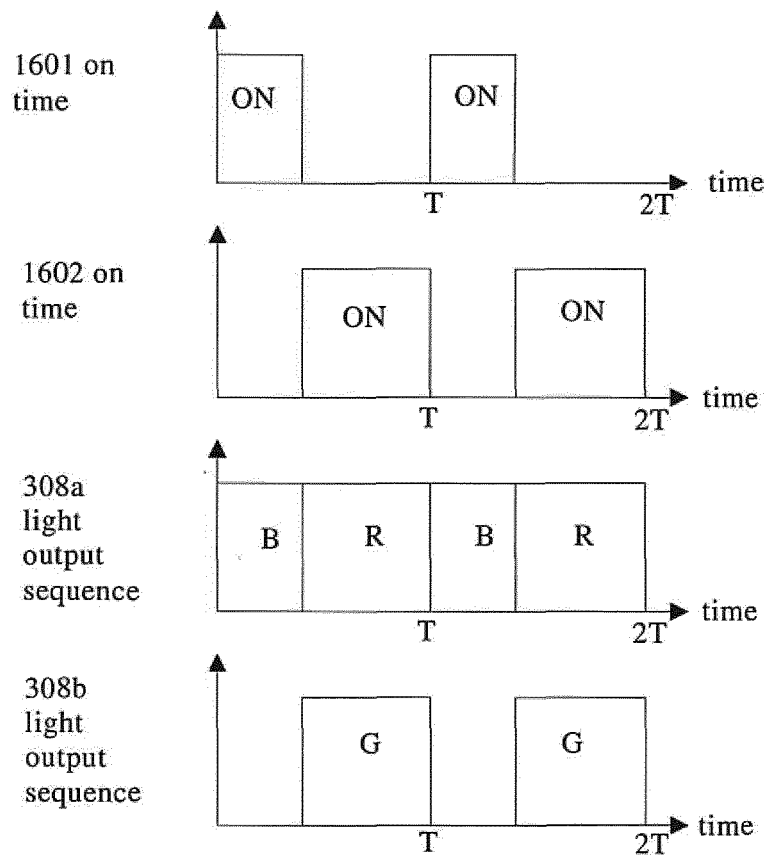 1601 on
time
ON
ON
time
T
2T
1602 on
time
ON
ON
time
T
2T
308a
light
output
sequence
B
R
B
R
time
T
2T
308b
light
output
sequence
G
G
time
T
2T